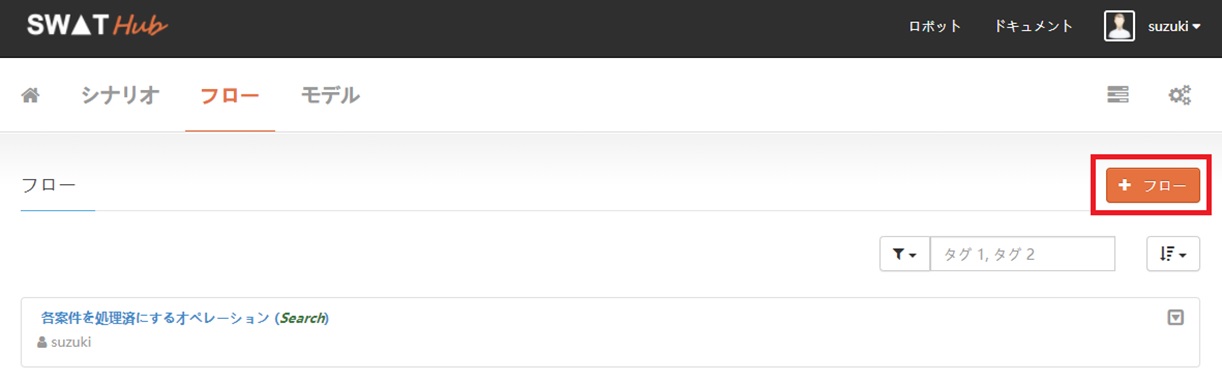 SWAT Hub ロボット ドキュメント suzuki
シナリオ フロー モデル
フロー + フロー
タグ 1, タグ 2
各案件を処理済にするオペレーション (Search)
suzuki